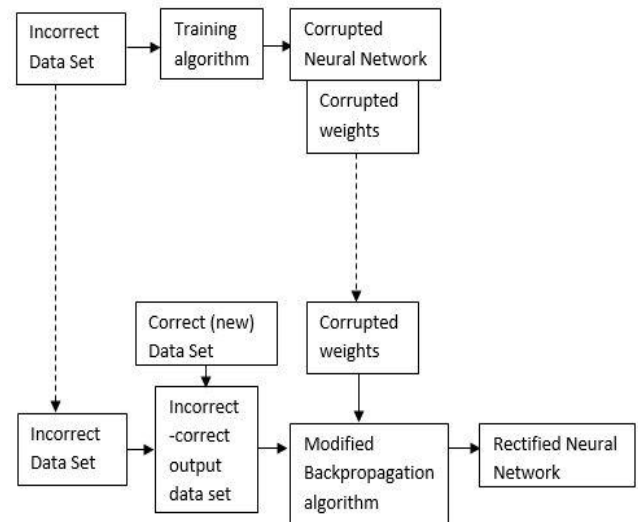 Incorrect
Data Set
Training
algorithm
Corrupted
Neural Network
Corrupted
weights
Correct (new)
Data Set
Corrupted
weights
Incorrect
Data Set
Incorrect
-correct
output
data set
Modified
Backpropagation
algorithm
Rectified Neural
Network